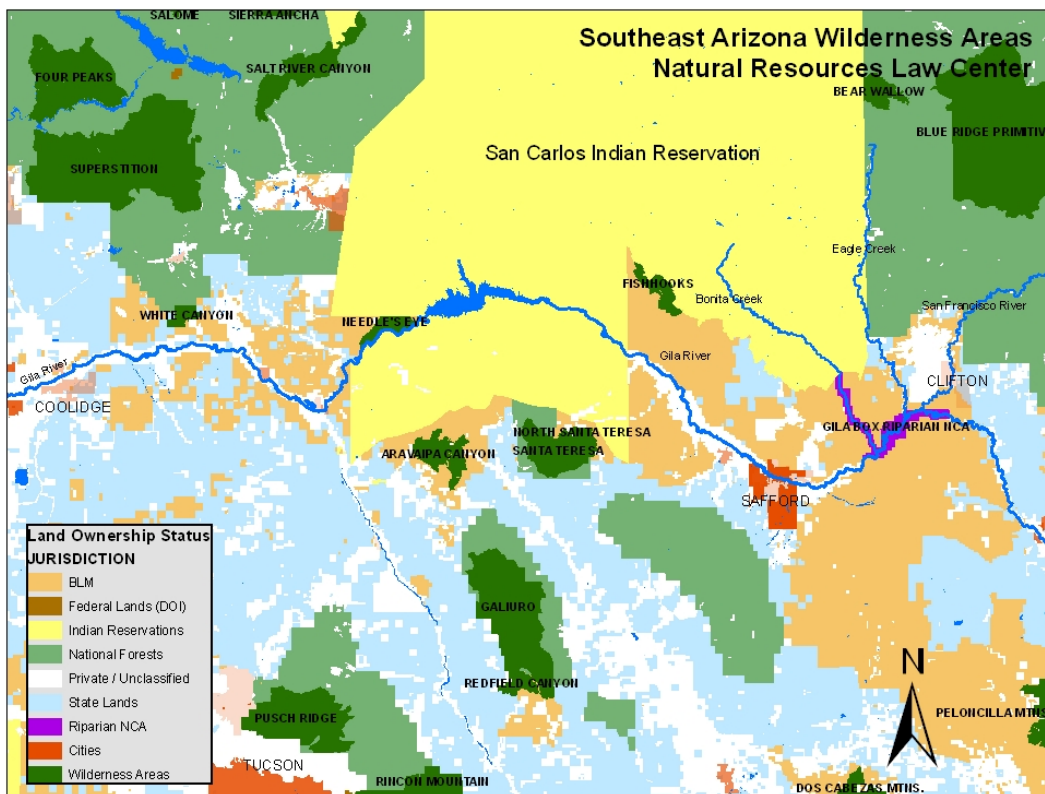 SALOME
SIERRA ANCHA
Southeast Arizona Wilderness Areas
Natural Resources Law Center
FOUR PEAKS
SALT RIVER CANYON
BEAR WALLOW
BLUE RIDGE PRIMITIV
SUPERSTITION
San Carlos Indian Reservation
Eagle Creek
FISHHOOKS
Bonita Creek
San Francisco River
WHITE CANYON
NEEDLE'S EYE
Gila River
Gila River
COOLIDGE
CLIFTON
GILA BOX RIPARIAN NCA
NORTH SANTA TERESA
SANTA TERESA
ARAVAIPA CANYON
SAFFORD
Land Ownership Status
JURISDICTION
BLM
Federal Lands (DOI)
Indian Reservations
National Forests
Private / Unclassified
State Lands
Riparian NCA
Cities
Wilderness Areas
GALIURO
REDFIELD CANYON
N
PELONCILLA MTNS.
PUSCH RIDGE
TUCSON
RINCON MOUNTAIN
DOS CABEZAS MTNS.